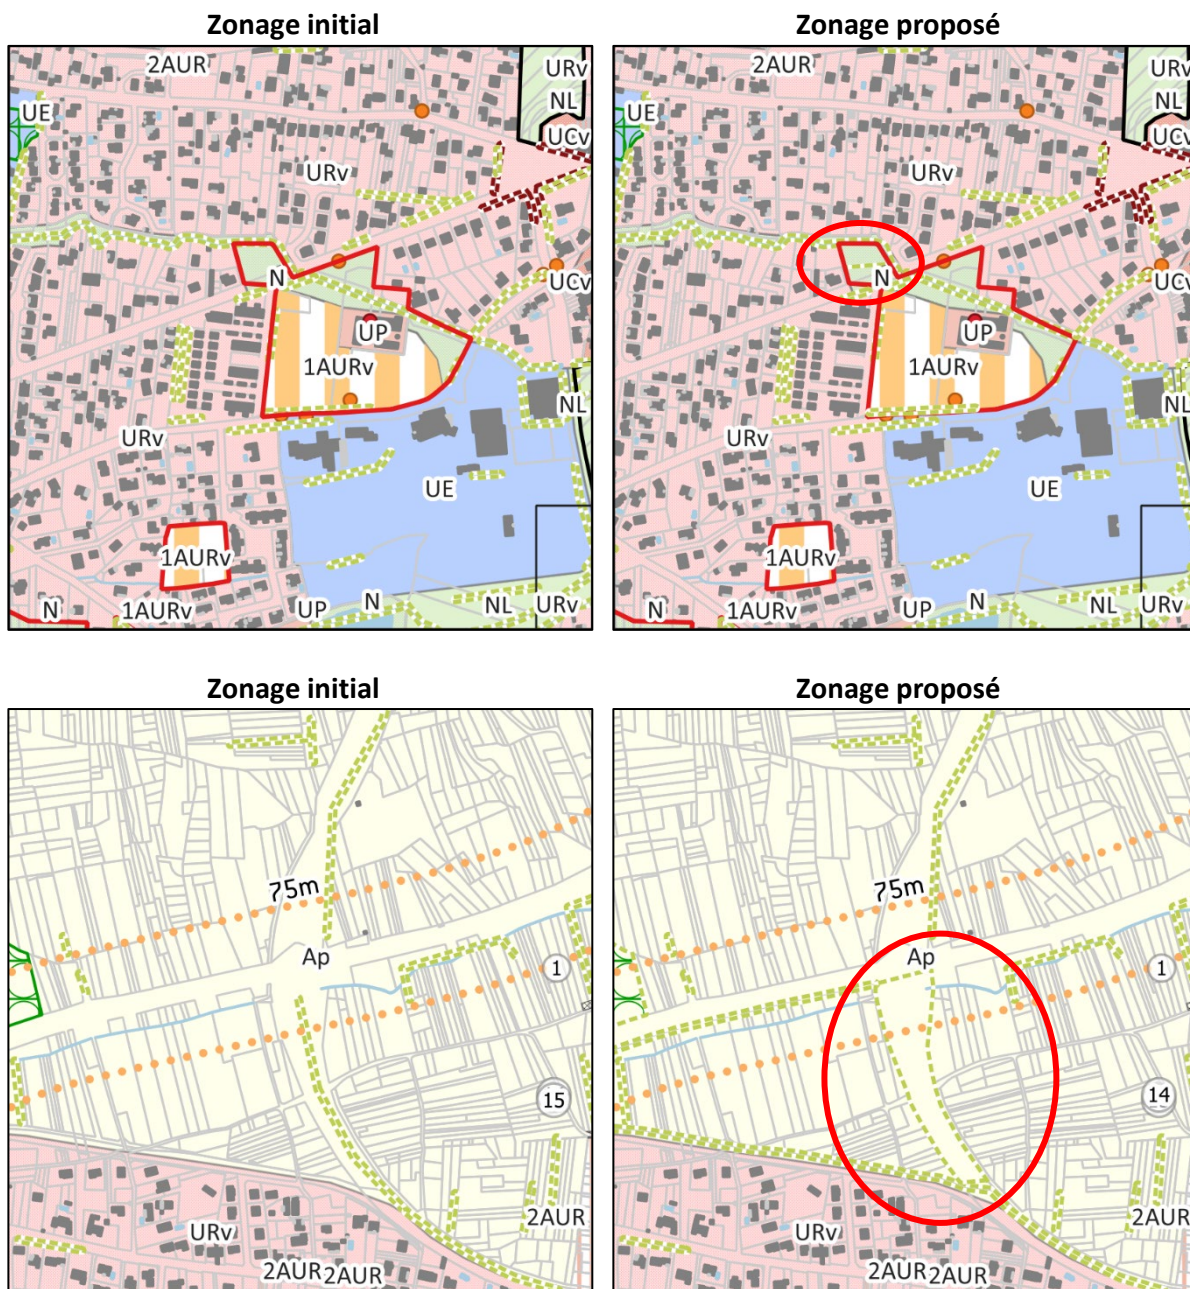 Zonage initial
Zonage proposé
2AUR
URv
NL
UE
UCv
URv
N
UCv
UP
1AURv
NL
URv
UE
1AURv
N
1AURv
UP
N
NL
URv
2AUR
URv
NL
UE
UCv
URv
N
UCv
UP
1AURv
NL
URv
UE
1AURv
N
1AURv
UP
N
NL
URv
Zonage initial
Zonage proposé
75m
Ap
1
15
2AUR
URv
2AUR
2AUR
75m
Ap
1
14
2AUR
URv
2AUR
2AUR